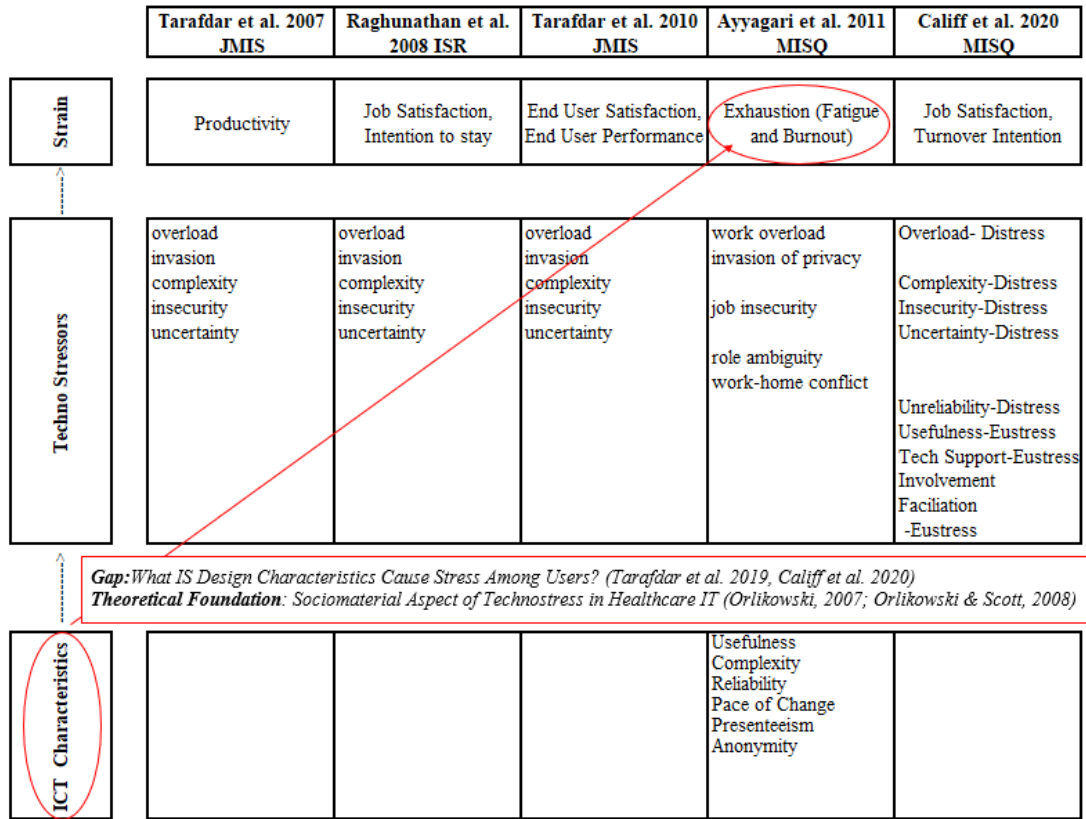 Tarafdar et al. 2007
JMIS
Raghunathan et al.
2008 ISR
Tarafdar et al. 2010
JMIS
Ayyagari et al. 2011
MISQ
Califf et al. 2020
MISQ
Strain
Productivity
Job Satisfaction,
Intention to stay
End User Satisfaction,
End User Performance
Exhaustion (Fatigue
and Burnout)
Job Satisfaction,
Turnover Intention
Techno Stressors
overload
invasion
complexity
insecurity
uncertainty
overload
invasion
complexity
insecurity
uncertainty
overload
invasion
complexity
insecurity
uncertainty
work overload
invasion of privacy
job insecurity
role ambiguity
work-home conflict
Overload- Distress
Complexity-Distress
Insecurity-Distress
Uncertainty-Distress
Unreliability-Distress
Usefulness-Eustress
Tech Support-Eustress
Involvement
Faciliation
-Eustress
Gap:What IS Design Characteristics Cause Stress Among Users? (Tarafdar et al. 2019, Califf et al. 2020)
Theoretical Foundation: Sociomaterial Aspect of Technostress in Healthcare IT (Orlikowski, 2007; Orlikowski & Scott, 2008)
ICT Characteristics
Usefulness
Complexity
Reliability
Pace of Change
Presenteeism
Anonymity